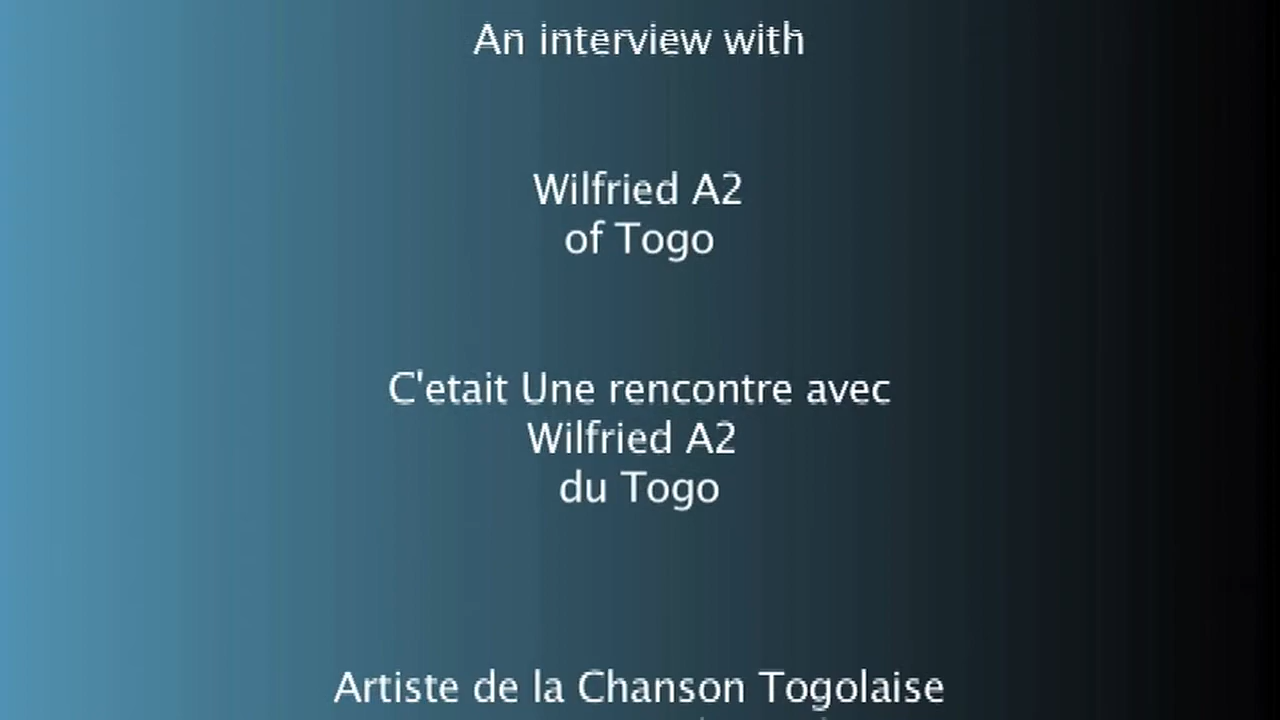 An interview with
Wilfried A2
of Togo
C'etait Une rencontre avec
Wilfried A2
du Togo
Artiste de la Chanson Togolaise